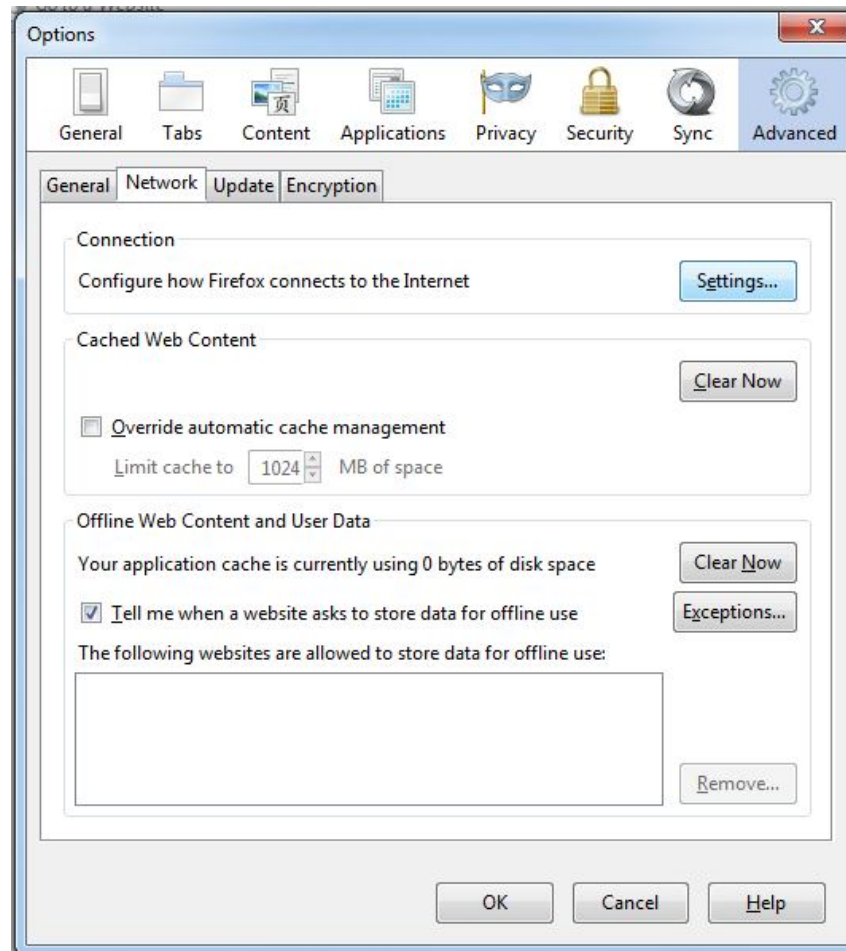 Options
General Tabs Content Applications Privacy Security Sync Advanced
General Network Update Encryption
Connection
Configure how Firefox connects to the Internet Settings...
Cached Web Content
Clear Now
Override automatic cache management
Limit cache to 1024 MB of space
Offline Web Content and User Data
Your application cache is currently using 0 bytes of disk space Clear Now
Tell me when a website asks to store data for offline use Exceptions...
The following websites are allowed to store data for offline use:
Remove...
OK Cancel Help